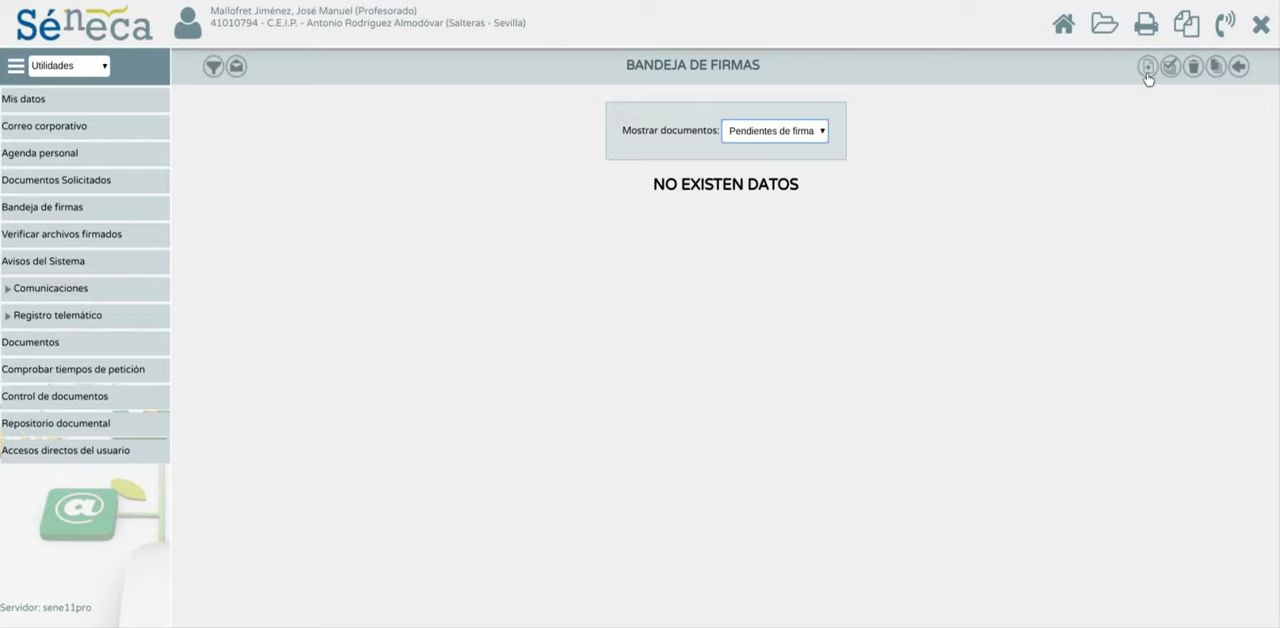 Séneca
Mallofret Jiménez, José Manuel (Profesorado)
41010794 - C.E.I.P. - Antonio Rodríguez Almodóvar (Salteras - Sevilla)
Utilidades
BANDEJA DE FIRMAS
Mis datos
Correo corporativo
Agenda personal
Documentos Solicitados
Bandeja de firmas
Verificar archivos firmados
Avisos del Sistema
Comunicaciones
Registro telemático
Documentos
Comprobar tiempos de petición
Control de documentos
Repositorio documental
Accesos directos del usuario
Mostrar documentos: Pendientes de firma
NO EXISTEN DATOS
@
Servidor: sene11pro